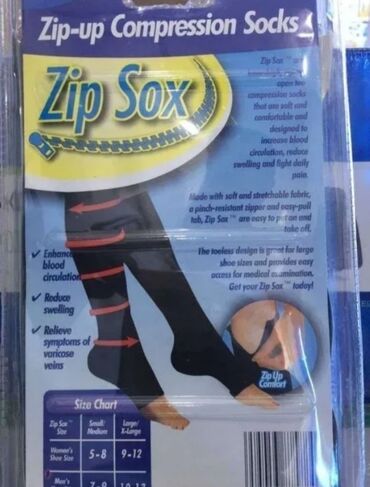 Zip-up Compression Socks
Zip Sox
Zip Sox™ are
open toe
compression socks
that are soft and
comfortable and
designed to
increase blood
circulation, reduce
swelling and fight daily
pain.
Made with soft and stretchable fabric,
a pinch-resistant zipper and easy-pull
tab, Zip Sox™ are easy to put on and
take off.
The toeless design is great for large
shoe sizes and provides easy
access for medical examination.
Get your Zip Sox™ today!
✓ Enhance
blood
circulation
✓ Reduce
swelling
✓ Relieve
symptoms of
varicose
veins
Zip Up
Comfort
Size Chart
Zip Sox™
Size
Small/
Medium
Large/
X-Large
Women's
Shoe Size
5-8
9-12
Men's